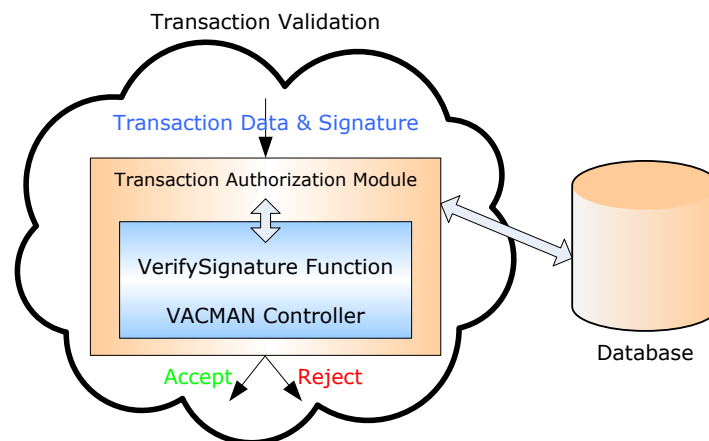 Transaction Validation
Transaction Data & Signature
Transaction Authorization Module
VerifySignature Function
VACMAN Controller
Database
Accept
Reject